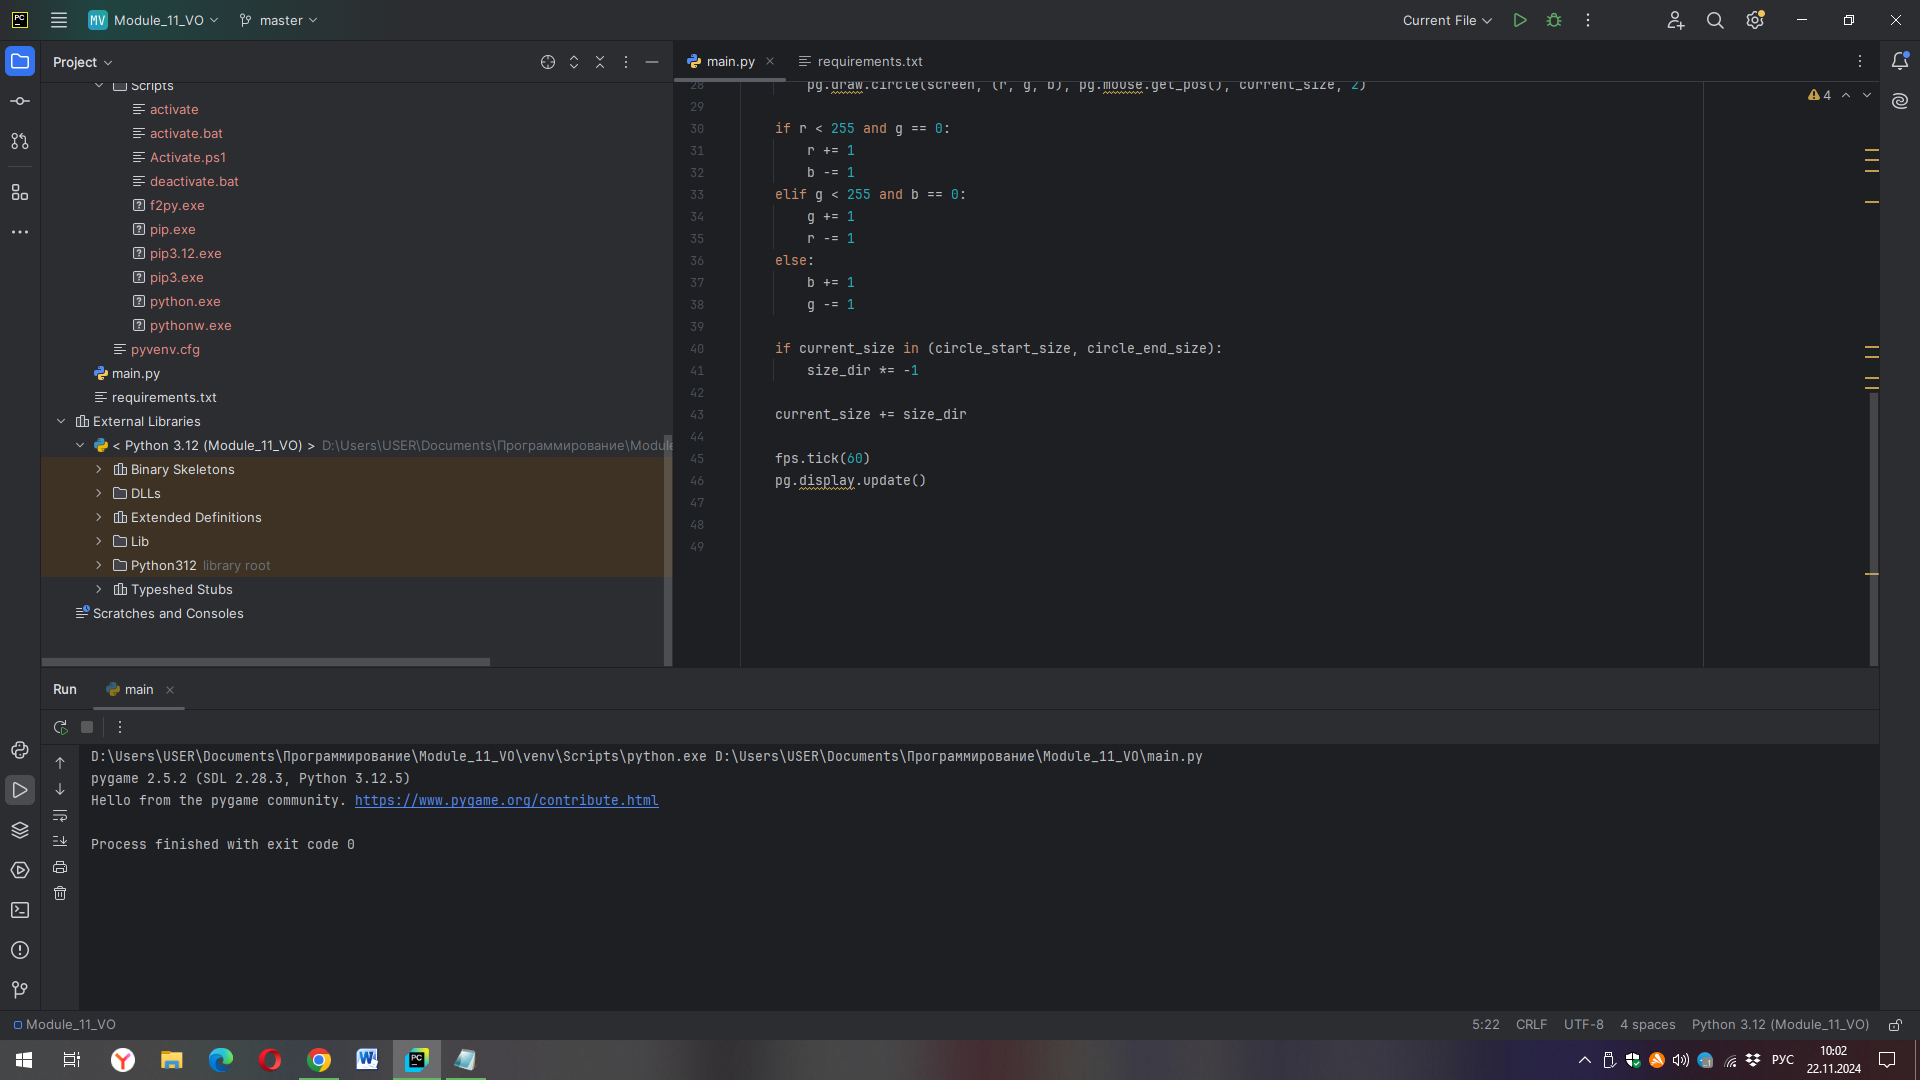 PC
MV Module_11_VO master Current File
Project
main.py
requirements.txt
Scripts
activate
activate.bat
Activate.ps1
deactivate.bat
f2py.exe
pip.exe
pip3.12.exe
pip3.exe
python.exe
pythonw.exe
pyvenv.cfg
main.py
requirements.txt
External Libraries
< Python 3.12 (Module_11_VO) > D:\Users\USER\Documents\Программирование\Module
Binary Skeletons
DLLs
Extended Definitions
Lib
Python312 library root
Typeshed Stubs
Scratches and Consoles
4
28 pg.draw.circle(screen, (r, g, b), pg.mouse.get_pos(), current_size, 2)
29
30 if r < 255 and g == 0:
31 r += 1
32 b -= 1
33 elif g < 255 and b == 0:
34 g += 1
35 r -= 1
36 else:
37 b += 1
38 g -= 1
39
40 if current_size in (circle_start_size, circle_end_size):
41 size_dir *= -1
42
43 current_size += size_dir
44
45 fps.tick(60)
46 pg.display.update()
47
48
49
Run main
D:\Users\USER\Documents\Программирование\Module_11_VO\venv\Scripts\python.exe D:\Users\USER\Documents\Программирование\Module_11_VO\main.py
pygame 2.5.2 (SDL 2.28.3, Python 3.12.5)
Hello from the pygame community. https://www.pygame.org/contribute.html
Process finished with exit code 0
Module_11_VO
5:22 CRLF UTF-8 4 spaces Python 3.12 (Module_11_VO)
PC
РУС
10:02
22.11.2024